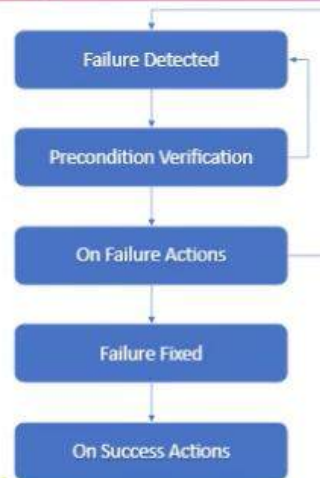 Failure Detected
Precondition Verification
On Failure Actions
Failure Fixed
On Success Actions